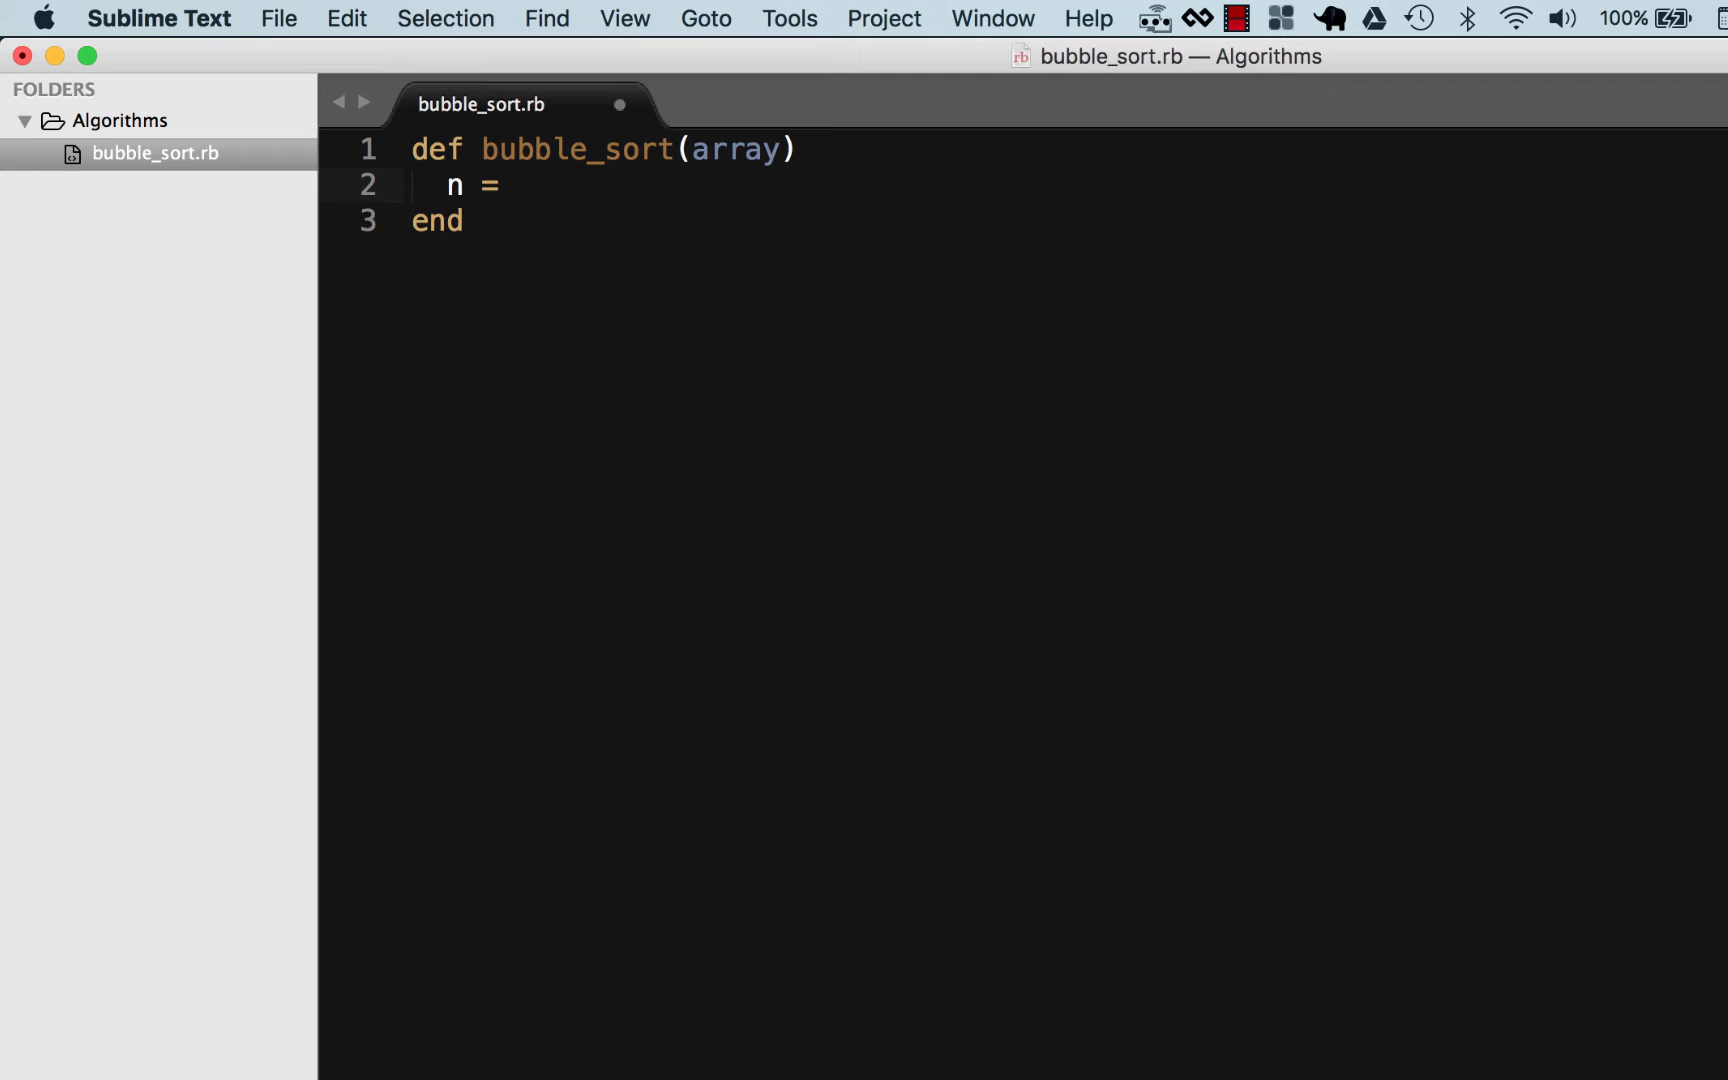 Sublime Text File Edit Selection Find View Goto Tools Project Window Help 100%
rb bubble_sort.rb — Algorithms
FOLDERS
Algorithms
bubble_sort.rb
bubble_sort.rb
1 def bubble_sort(array)
2   n =
3 end